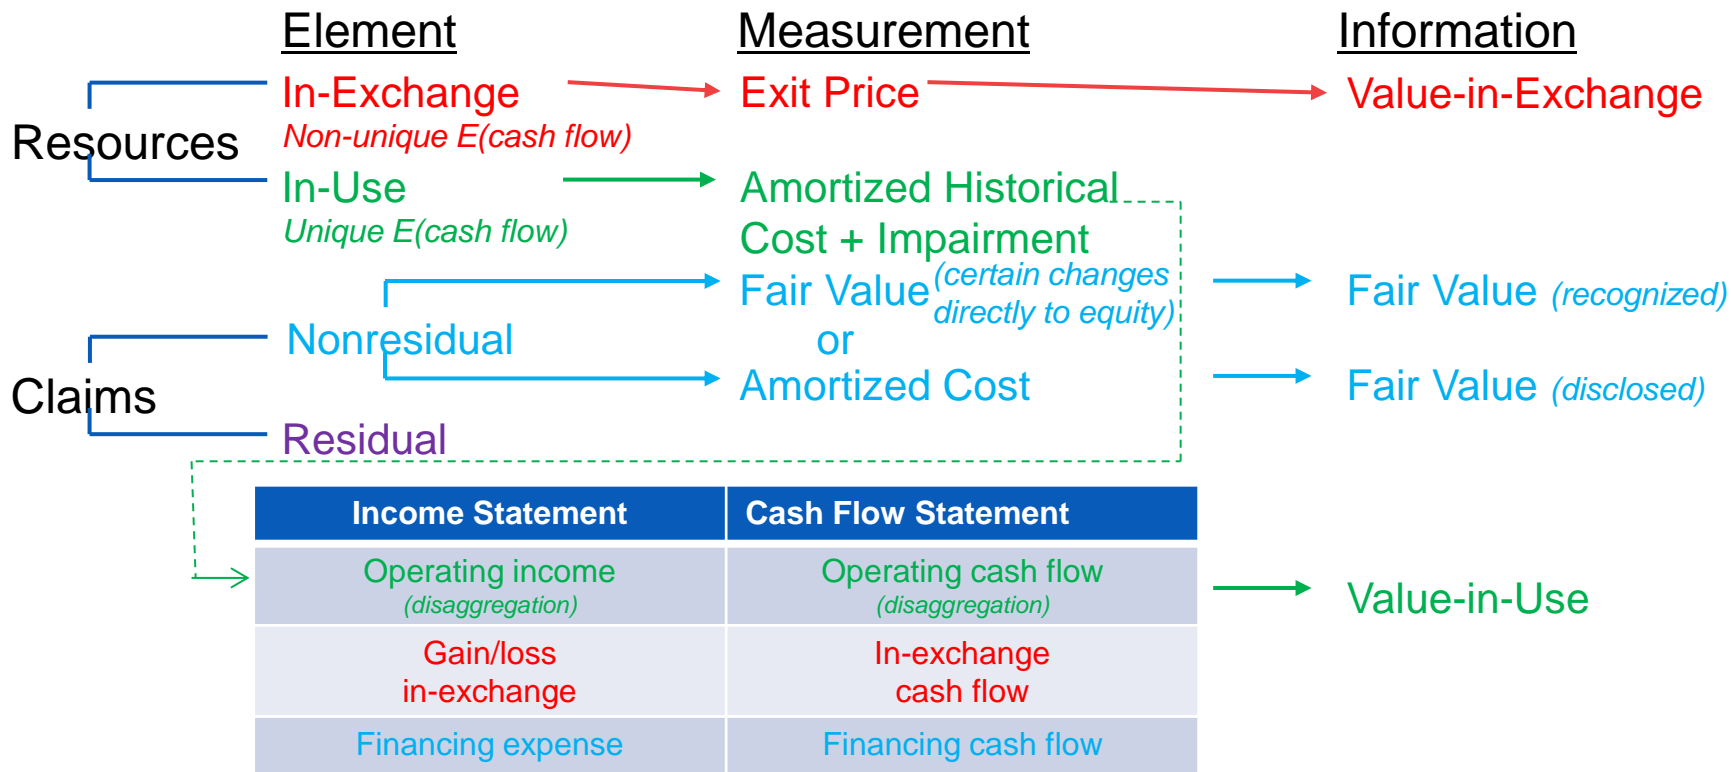 Element Measurement Information
In-Exchange Exit Price Value-in-Exchange
Non-unique E(cash flow)
Resources
In-Use Amortized Historical
Unique E(cash flow) Cost + Impairment
Fair Value (certain changes directly to equity) Fair Value (recognized)
Nonresidual or
Claims Amortized Cost Fair Value (disclosed)
Residual
Income Statement Cash Flow Statement
Operating income Operating cash flow
(disaggregation) (disaggregation)
Value-in-Use
Gain/loss In-exchange
in-exchange cash flow
Financing expense Financing cash flow